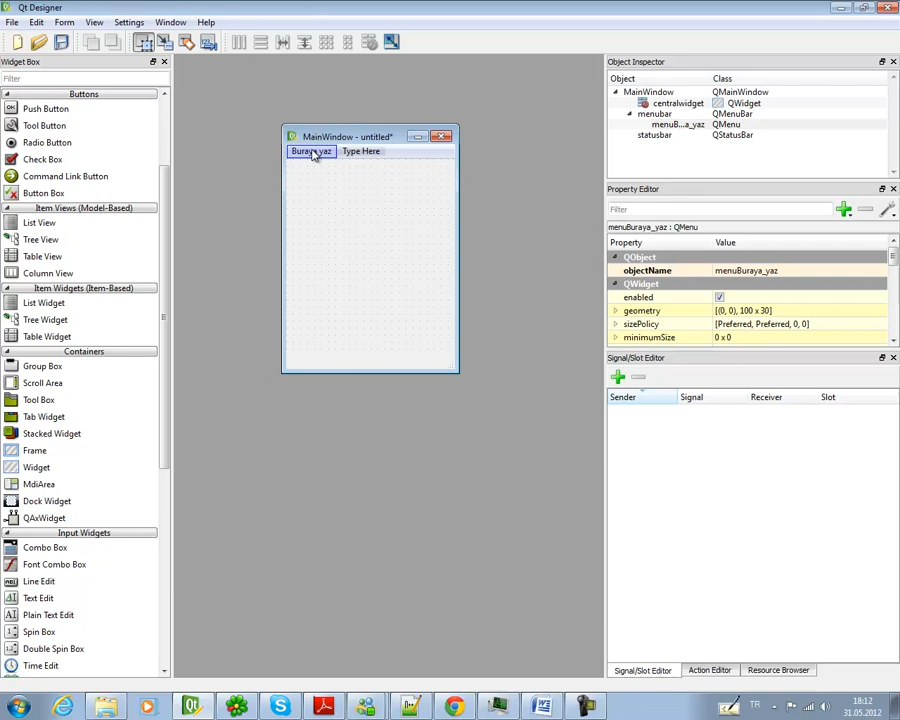 Qt Designer
File Edit Form View Settings Window Help
Widget Box
Filter
Buttons
Push Button
Tool Button
Radio Button
Check Box
Command Link Button
Button Box
Item Views (Model-Based)
List View
Tree View
Table View
Column View
Item Widgets (Item-Based)
List Widget
Tree Widget
Table Widget
Containers
Group Box
Scroll Area
Tool Box
Tab Widget
Stacked Widget
Frame
Widget
MdiArea
Dock Widget
QAxWidget
Input Widgets
Combo Box
Font Combo Box
Line Edit
Text Edit
Plain Text Edit
Spin Box
Double Spin Box
Time Edit
MainWindow - untitled*
Buraya yaz Type Here
Object Inspector
Object Class
MainWindow QMainWindow
centralwidget QWidget
menubar QMenuBar
menuB...a_yaz QMenu
statusbar QStatusBar
Property Editor
Filter
menuBuraya_yaz : QMenu
Property Value
QObject
objectName menuBuraya_yaz
QWidget
enabled
geometry [(0, 0), 100 x 30]
sizePolicy [Preferred, Preferred, 0, 0]
minimumSize 0 x 0
Signal/Slot Editor
Sender Signal Receiver Slot
Signal/Slot Editor Action Editor Resource Browser
TR
18:12
31.05.2012